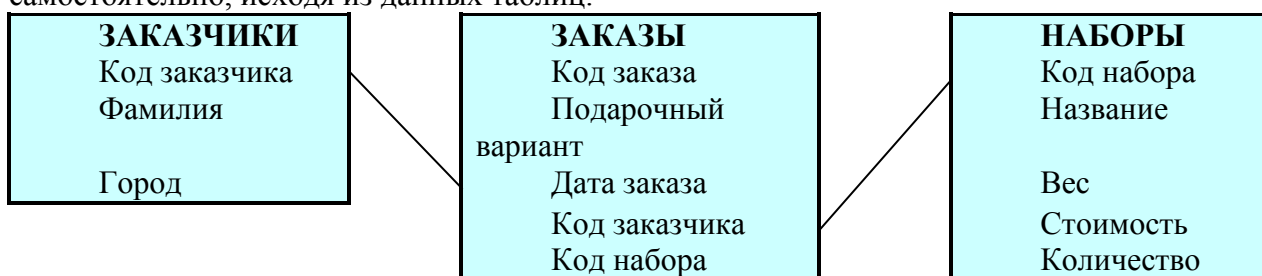 самостоятельно, исходя из данных таблиц.
ЗАКАЗЧИКИ
Код заказчика
Фамилия
Город
ЗАКАЗЫ
Код заказа
Подарочный
вариант
Дата заказа
Код заказчика
Код набора
НАБОРЫ
Код набора
Название
Вес
Стоимость
Количество